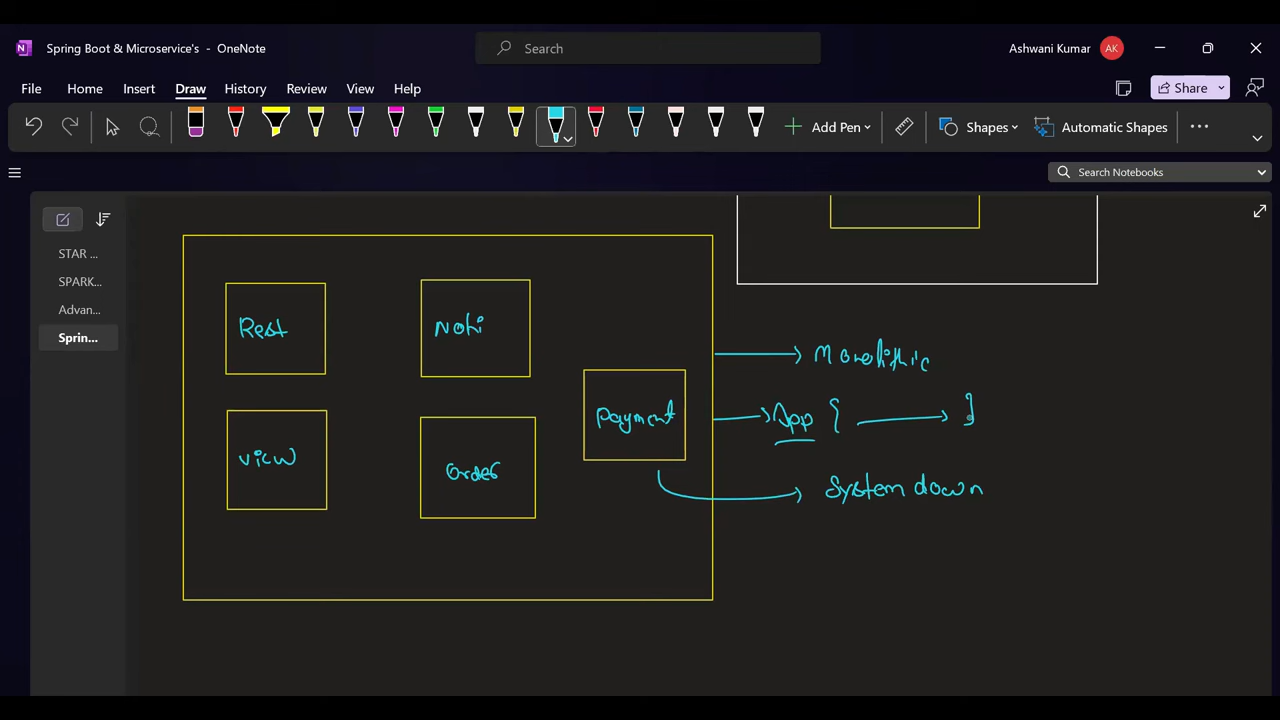 Spring Boot & Microservice's - OneNote
Search
Ashwani Kumar AK
File Home Insert Draw History Review View Help
Share
Add Pen
Shapes
Automatic Shapes
Search Notebooks
STAR ...
SPARK...
Advan...
Sprin...
Rest
Noti
Monolithic
Payment
App { }
View
Order
System down